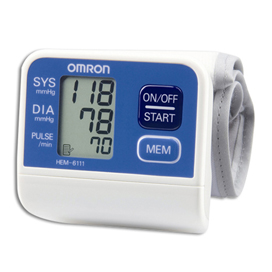 OMRON
SYS 118
mmHg
DIA 78
mmHg
PULSE 70
/min
HEM-6111
ON/OFF
START
MEM